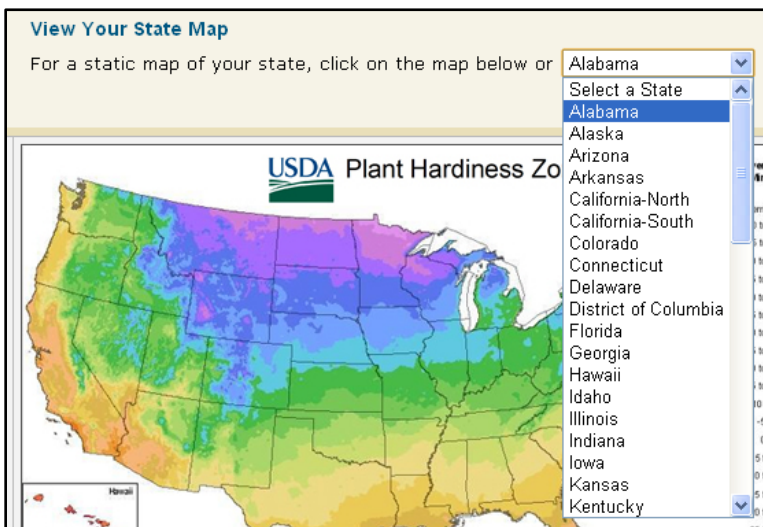 View Your State Map
For a static map of your state, click on the map below or Alabama
Select a State
Alabama
Alaska
Arizona
Arkansas
California-North
California-South
Colorado
Connecticut
Delaware
District of Columbia
Florida
Georgia
Hawaii
Idaho
Illinois
Indiana
Iowa
Kansas
Kentucky
USDA Plant Hardiness Zo
Hawaii